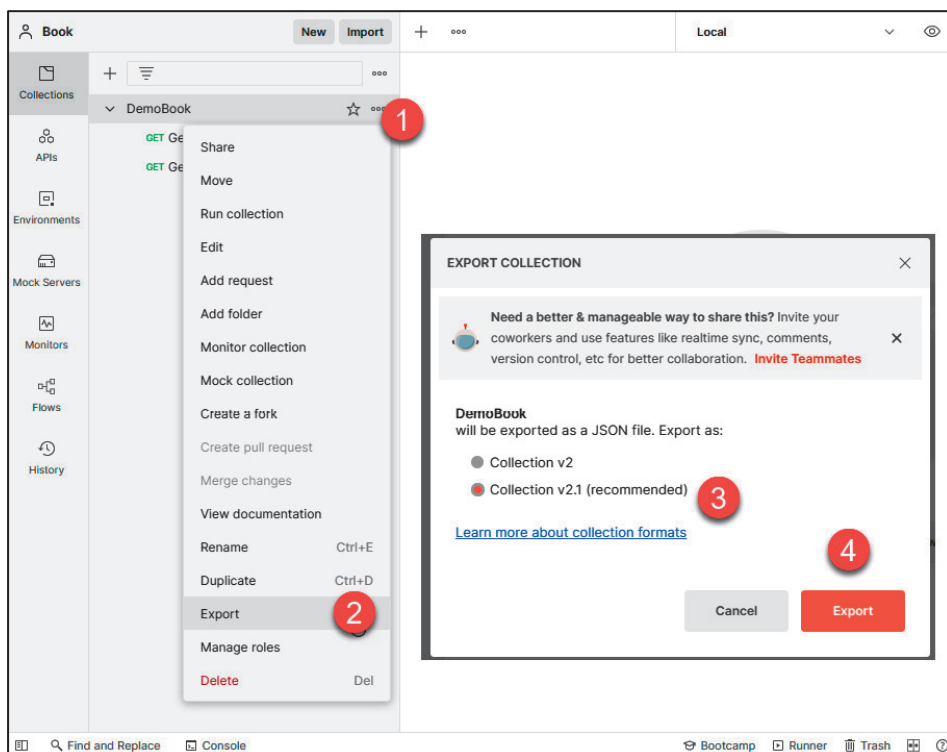 Book
New
Import
Local
Collections
DemoBook
1
APIs
GET Ge
GET Ge
Environments
Mock Servers
Monitors
Flows
History
Share
Move
Run collection
Edit
Add request
Add folder
Monitor collection
Mock collection
Create a fork
Create pull request
Merge changes
View documentation
Rename Ctrl+E
Duplicate Ctrl+D
Export
2
Manage roles
Delete Del
EXPORT COLLECTION
Need a better & manageable way to share this? Invite your
coworkers and use features like realtime sync, comments,
version control, etc for better collaboration. Invite Teammates
DemoBook
will be exported as a JSON file. Export as:
Collection v2
Collection v2.1 (recommended)
3
Learn more about collection formats
4
Cancel
Export
Find and Replace
Console
Bootcamp
Runner
Trash